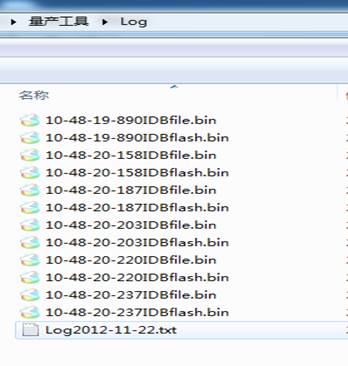 量产工具 ▸ Log
名称
10-48-19-890IDBfile.bin
10-48-19-890IDBflash.bin
10-48-20-158IDBfile.bin
10-48-20-158IDBflash.bin
10-48-20-187IDBfile.bin
10-48-20-187IDBflash.bin
10-48-20-203IDBfile.bin
10-48-20-203IDBflash.bin
10-48-20-220IDBfile.bin
10-48-20-220IDBflash.bin
10-48-20-237IDBfile.bin
10-48-20-237IDBflash.bin
Log2012-11-22.txt